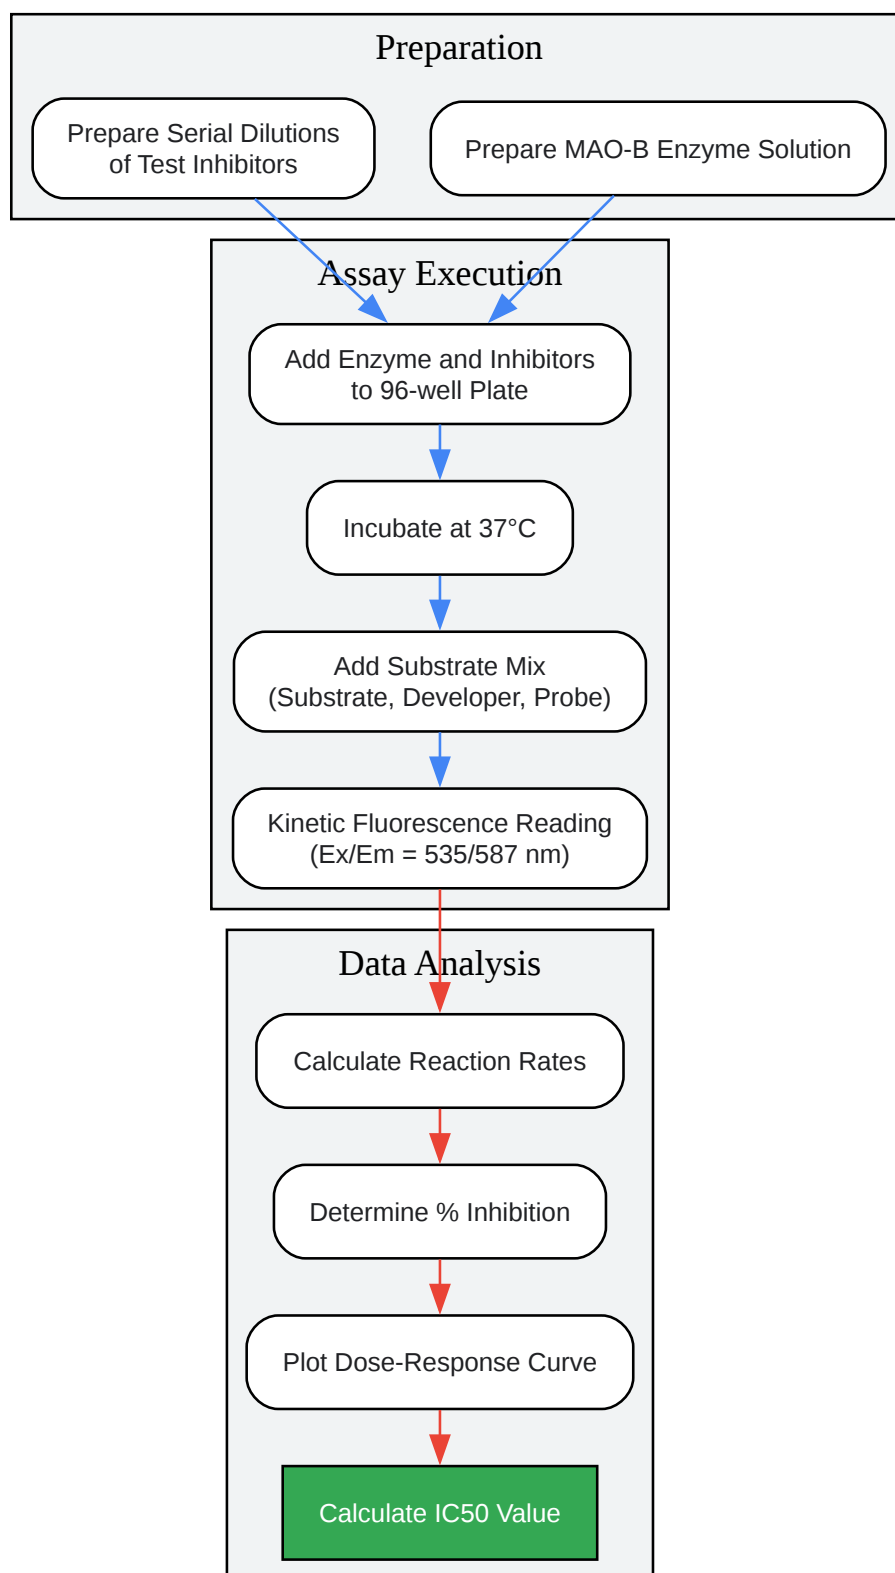 Preparation
Prepare Serial Dilutions
of Test Inhibitors
Prepare MAO-B Enzyme Solution
Assay Execution
Add Enzyme and Inhibitors
to 96-well Plate
Incubate at 37°C
Add Substrate Mix
(Substrate, Developer, Probe)
Kinetic Fluorescence Reading
(Ex/Em = 535/587 nm)
Data Analysis
Calculate Reaction Rates
Determine % Inhibition
Plot Dose-Response Curve
Calculate IC50 Value